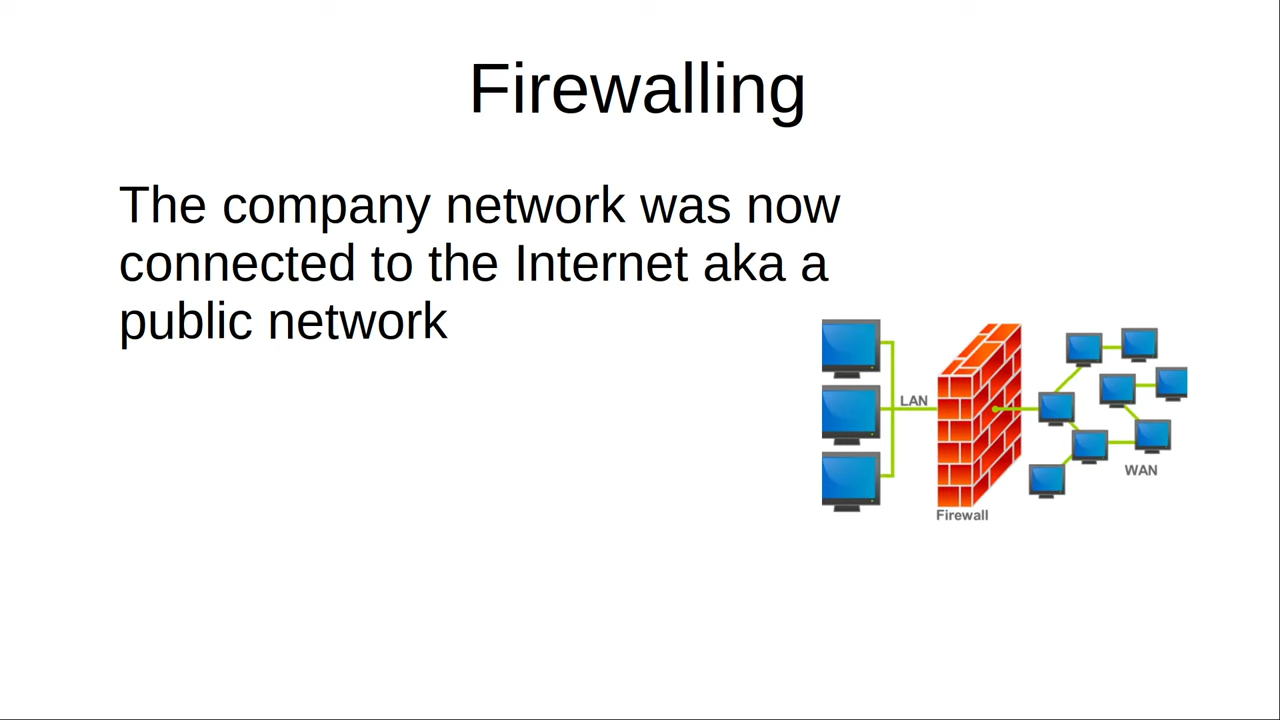 Firewalling
The company network was now
connected to the Internet aka a
public network
LAN
WAN
Firewall